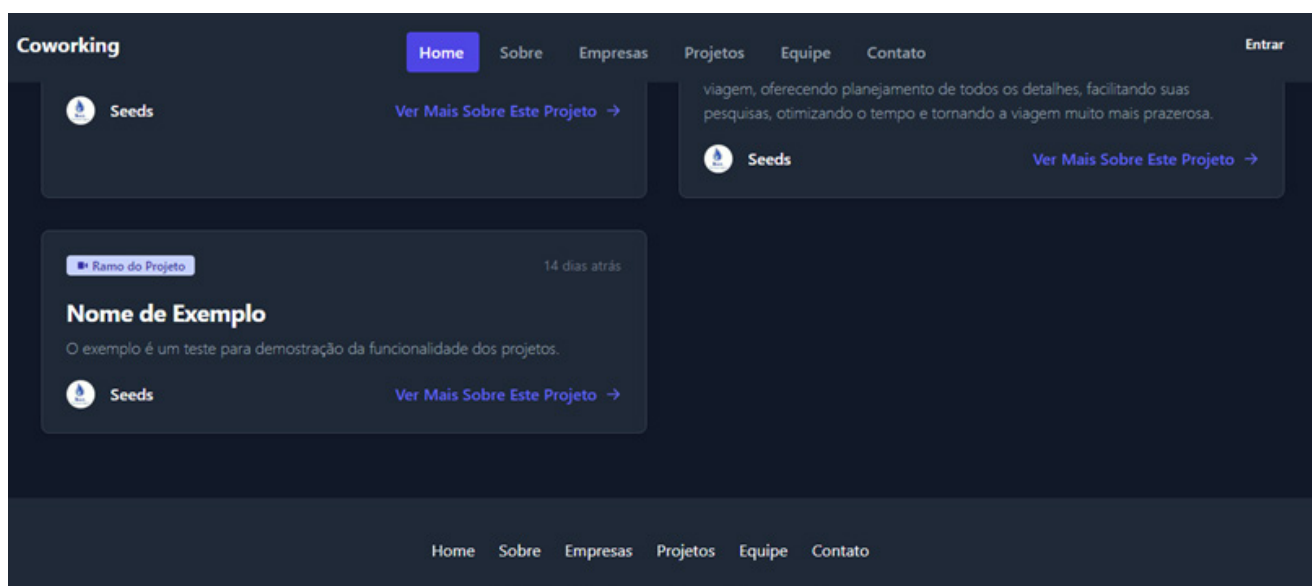 Coworking
Home Sobre Empresas Projetos Equipe Contato
Entrar
Seeds
Ver Mais Sobre Este Projeto →
viagem, oferecendo planejamento de todos os detalhes, facilitando suas
pesquisas, otimizando o tempo e tornando a viagem muito mais prazerosa.
Seeds
Ver Mais Sobre Este Projeto →
Ramo do Projeto
14 dias atrás
Nome de Exemplo
O exemplo é um teste para demostração da funcionalidade dos projetos.
Seeds
Ver Mais Sobre Este Projeto →
Home Sobre Empresas Projetos Equipe Contato